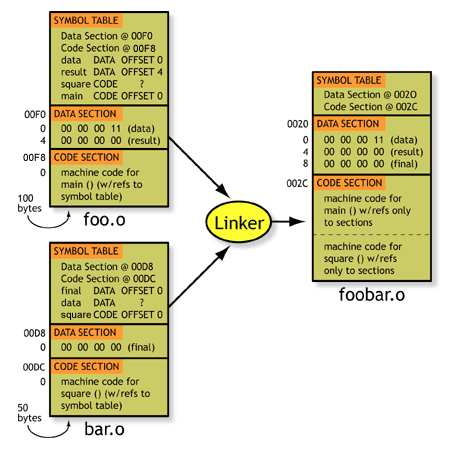 SYMBOL TABLE
Data Section @ 00F0
Code Section @ 00F8
data DATA OFFSET 0
result DATA OFFSET 4
square CODE ?
main CODE OFFSET 0
00F0 DATA SECTION
0 00 00 00 11 (data)
4 00 00 00 00 (result)
00F8 CODE SECTION
0 machine code for
main () (w/refs to
symbol table)
100
bytes
foo.o
SYMBOL TABLE
Data Section @ 00D8
Code Section @ 00DC
final DATA OFFSET 0
data DATA ?
square CODE OFFSET 0
00D8 DATA SECTION
0 00 00 00 00 (final)
00DC CODE SECTION
0 machine code for
square () (w/refs to
symbol table)
50
bytes
bar.o
Linker
SYMBOL TABLE
Data Section @ 0020
Code Section @ 002C
0020 DATA SECTION
0 00 00 00 11 (data)
4 00 00 00 00 (result)
8 00 00 00 00 (final)
002C CODE SECTION
machine code for
main () w/refs only
to sections
machine code for
square () w/refs
only to sections
foobar.o